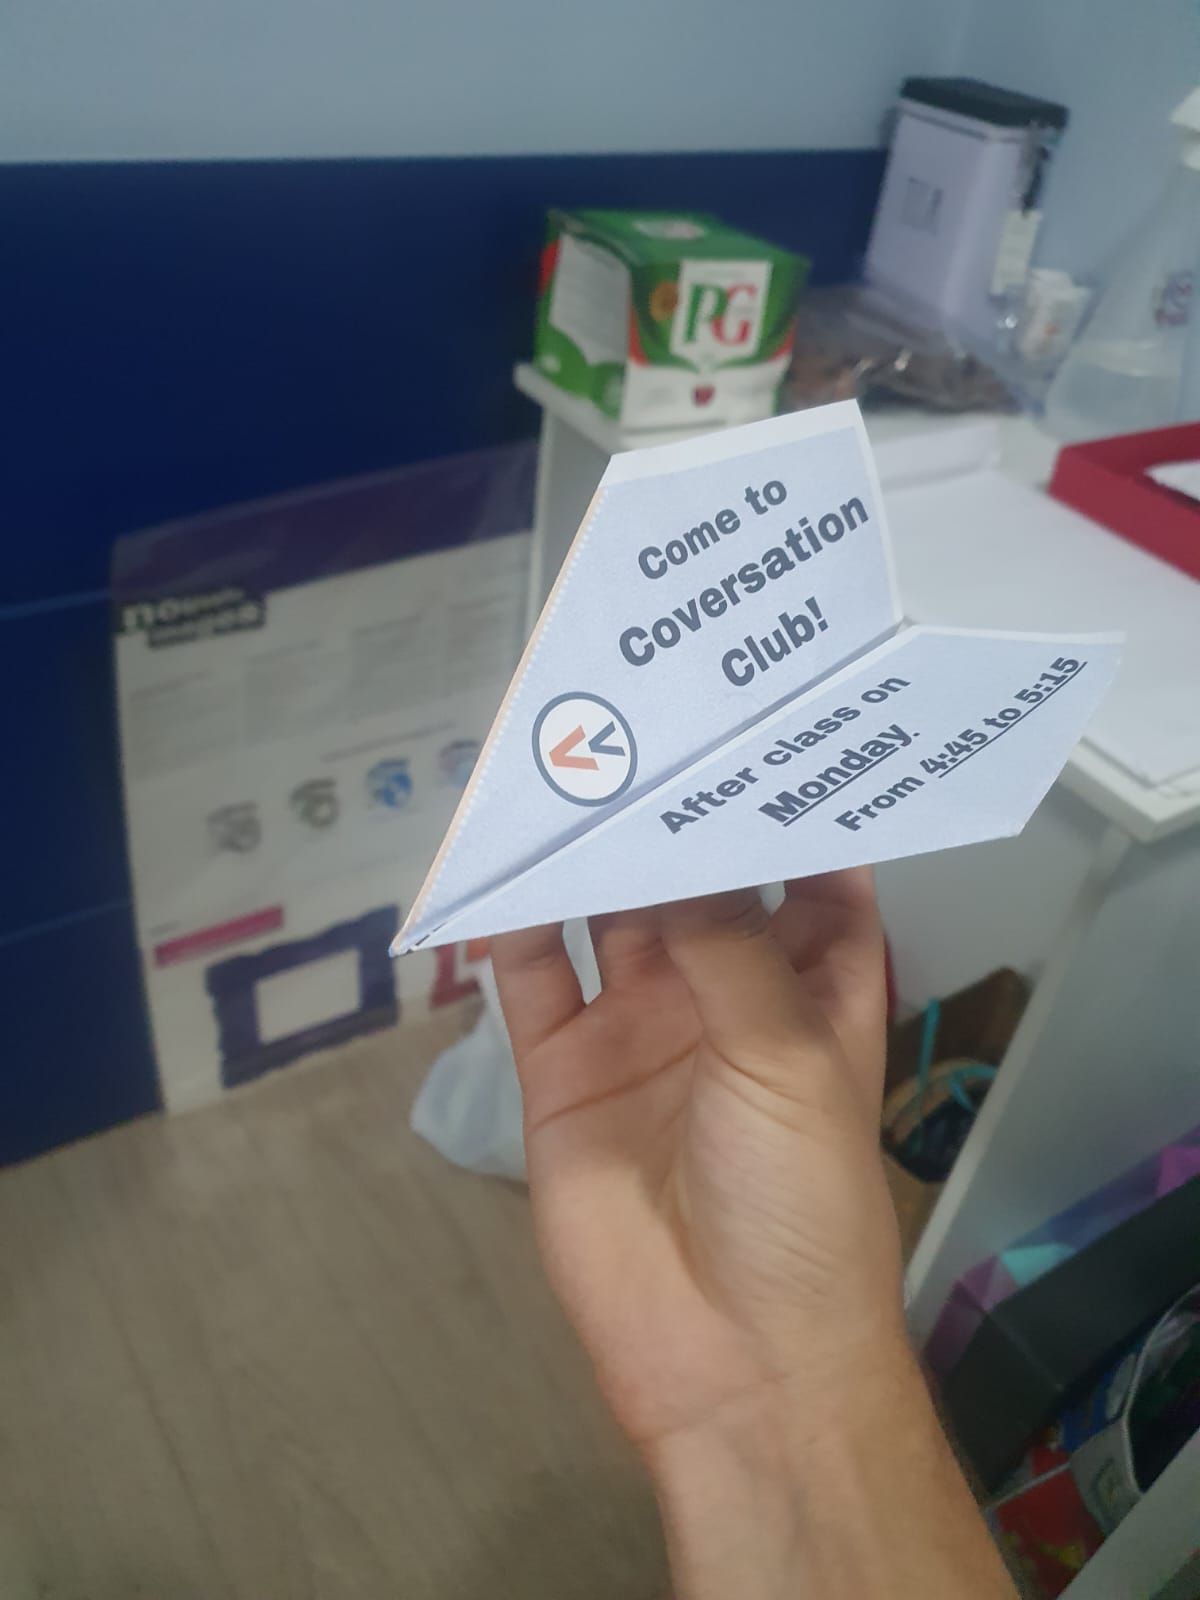 PG
Come to
Coversation
Club!
After class on
Monday.
From 4:45 to 5:15